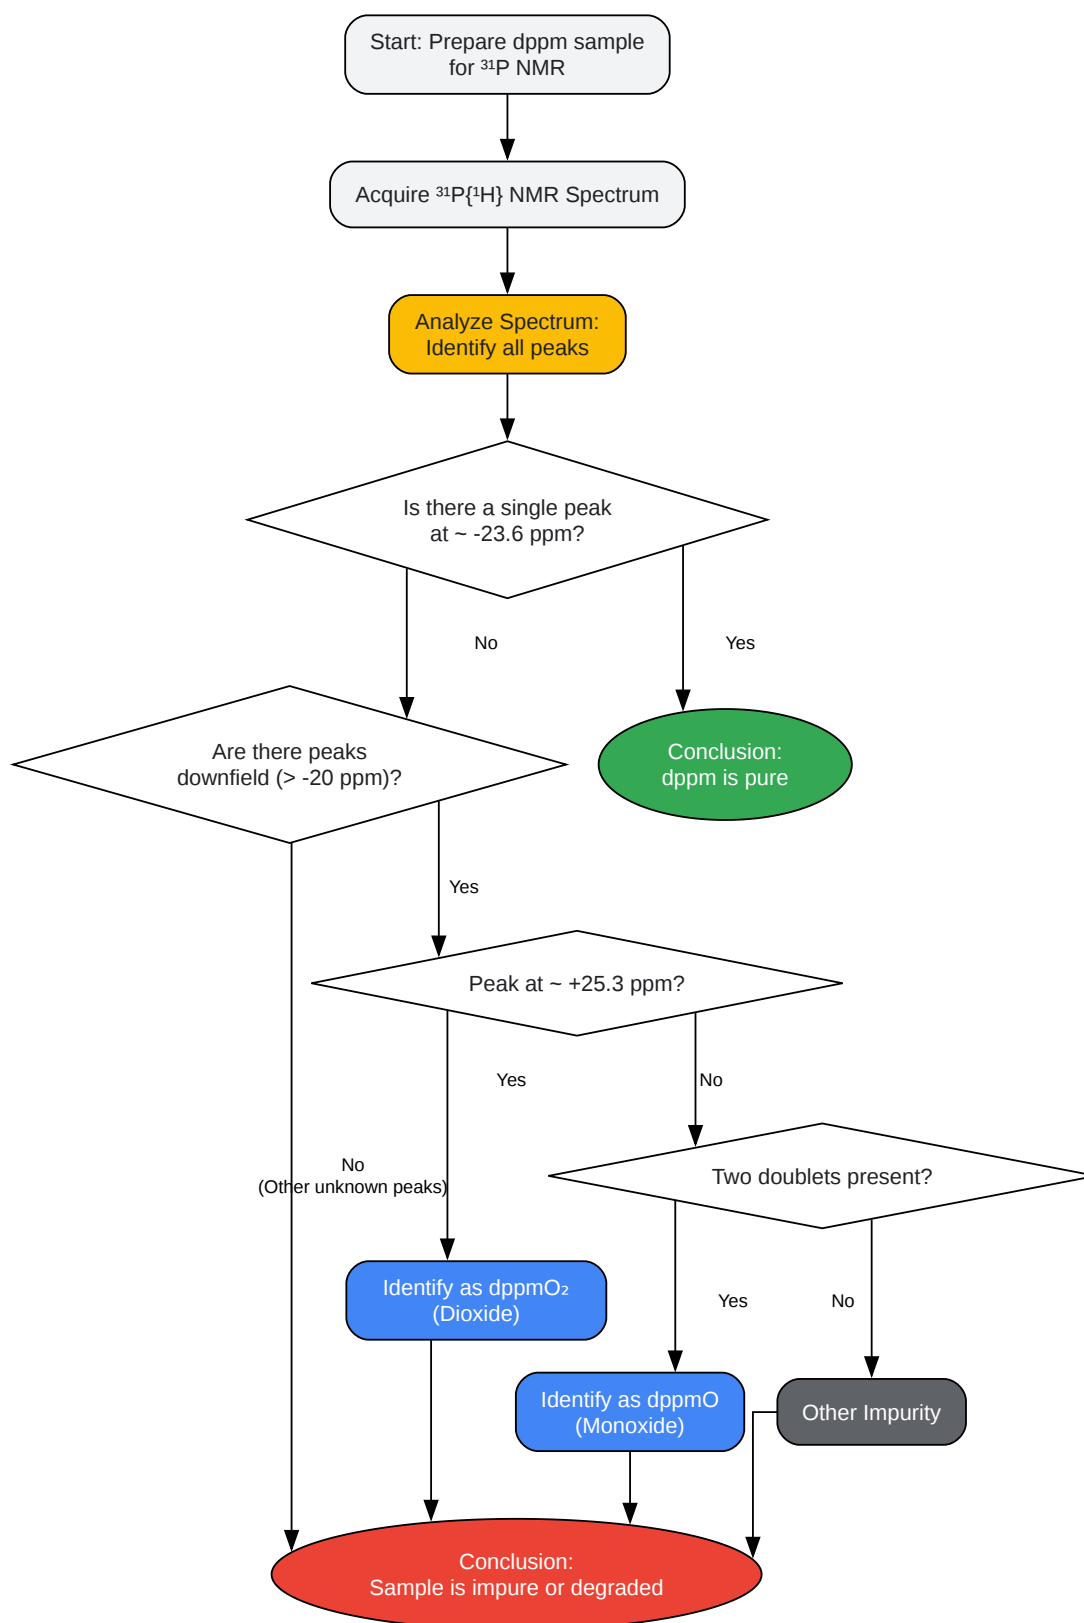 Start: Prepare dppm sample
for ³¹P NMR
Acquire ³¹P{¹H} NMR Spectrum
Analyze Spectrum:
Identify all peaks
Is there a single peak
at ~ -23.6 ppm?
No
Yes
Are there peaks
downfield (> -20 ppm)?
Conclusion:
dppm is pure
Yes
Peak at ~ +25.3 ppm?
Yes
No
No
(Other unknown peaks)
Two doublets present?
Identify as dppmO₂
(Dioxide)
Yes
No
Identify as dppmO
(Monoxide)
Other Impurity
Conclusion:
Sample is impure or degraded